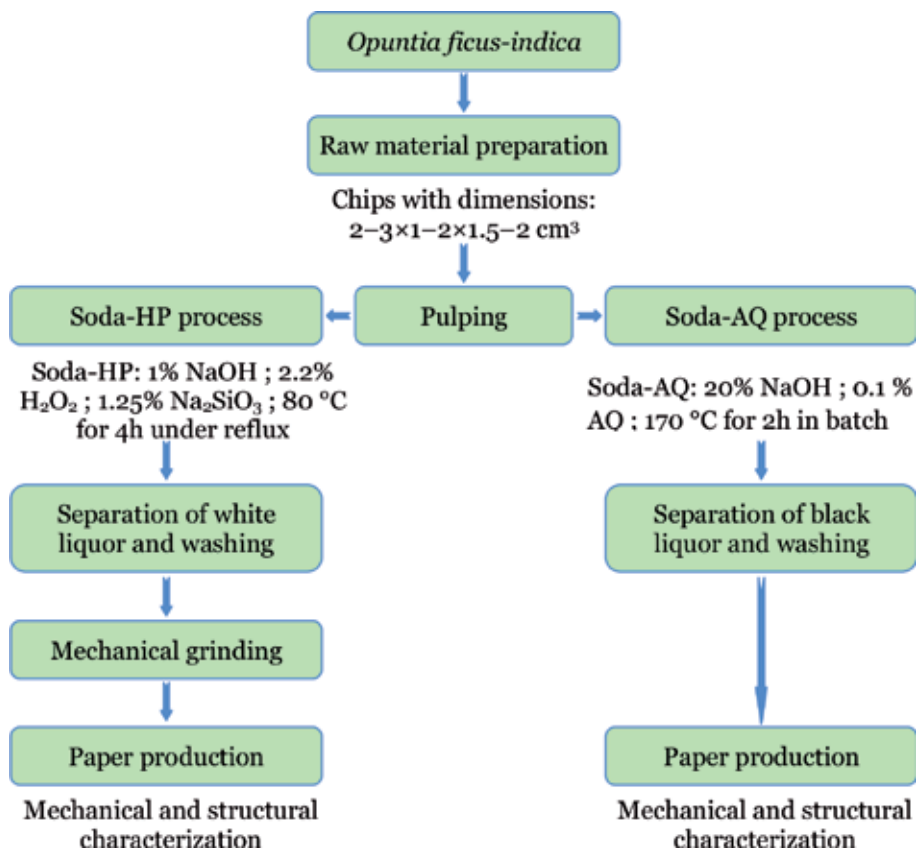 Opuntia ficus-indica
Raw material preparation
Chips with dimensions:
2–3×1–2×1.5–2 cm³
Soda-HP process
Pulping
Soda-AQ process
Soda-HP: 1% NaOH ; 2.2%
H₂O₂ ; 1.25% Na₂SiO₃ ; 80 °C
for 4h under reflux
Soda-AQ: 20% NaOH ; 0.1 %
AQ ; 170 °C for 2h in batch
Separation of white
liquor and washing
Separation of black
liquor and washing
Mechanical grinding
Paper production
Paper production
Mechanical and structural
characterization
Mechanical and structural
characterization